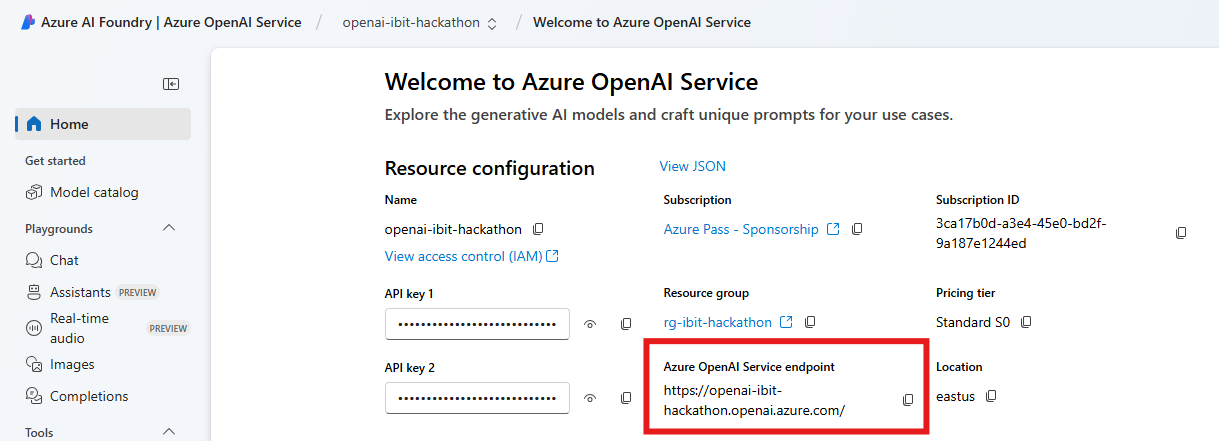 Azure AI Foundry | Azure OpenAI Service / openai-ibit-hackathon / Welcome to Azure OpenAI Service
Home
Get started
Model catalog
Playgrounds
Chat
Assistants PREVIEW
Real-time
audio PREVIEW
Images
Completions
Tools
Welcome to Azure OpenAI Service
Explore the generative AI models and craft unique prompts for your use cases.
Resource configuration
View JSON
Name
openai-ibit-hackathon
View access control (IAM)
Subscription
Azure Pass - Sponsorship
Subscription ID
3ca17b0d-a3e4-45e0-bd2f-
9a187e1244ed
API key 1
••••••••••••••••••••••••••••
Resource group
rg-ibit-hackathon
Pricing tier
Standard S0
API key 2
••••••••••••••••••••••••••••
Azure OpenAI Service endpoint
https://openai-ibit-
hackathon.openai.azure.com/
Location
eastus